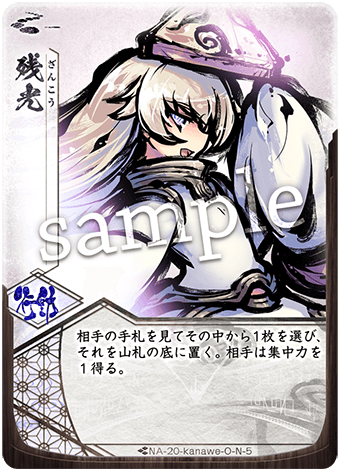 残光
ざんこう
sample
行動
相手の手札を見てその中から1枚を選び、
それを山札の底に置く。相手は集中力を
１得る。
NA-20-kanawe-O-N-5